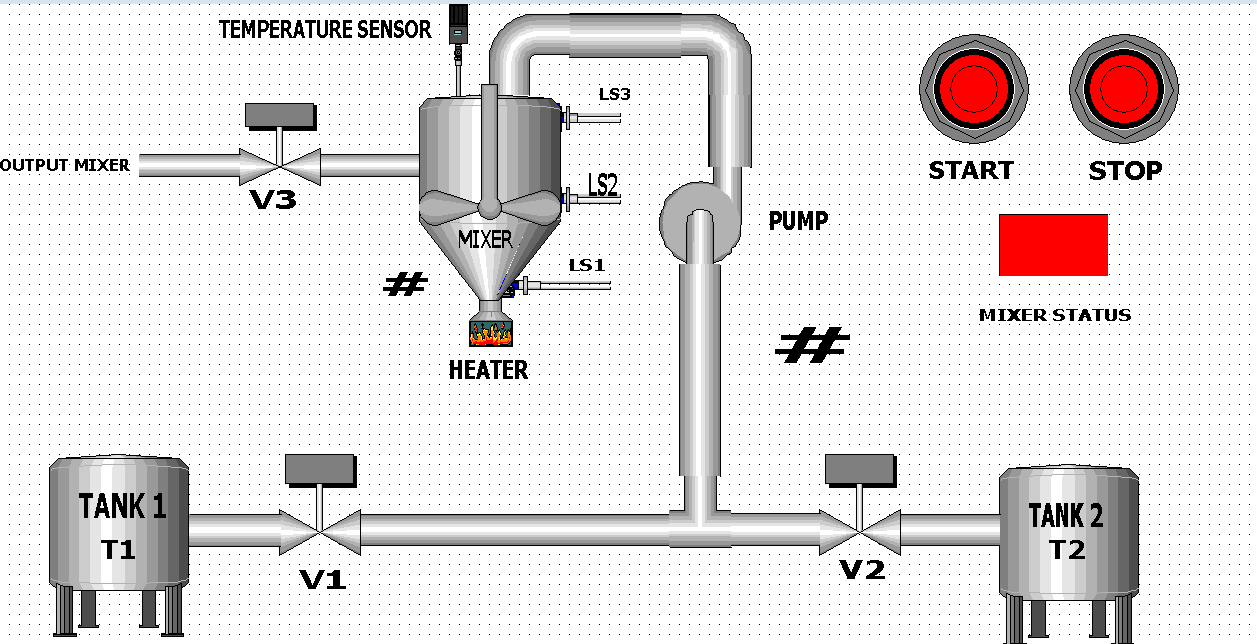 TEMPERATURE SENSOR
LS3
OUTPUT MIXER
START
STOP
LS2
V3
PUMP
MIXER
LS1
#
MIXER STATUS
#
HEATER
TANK 1
T1
TANK 2
T2
V1
V2